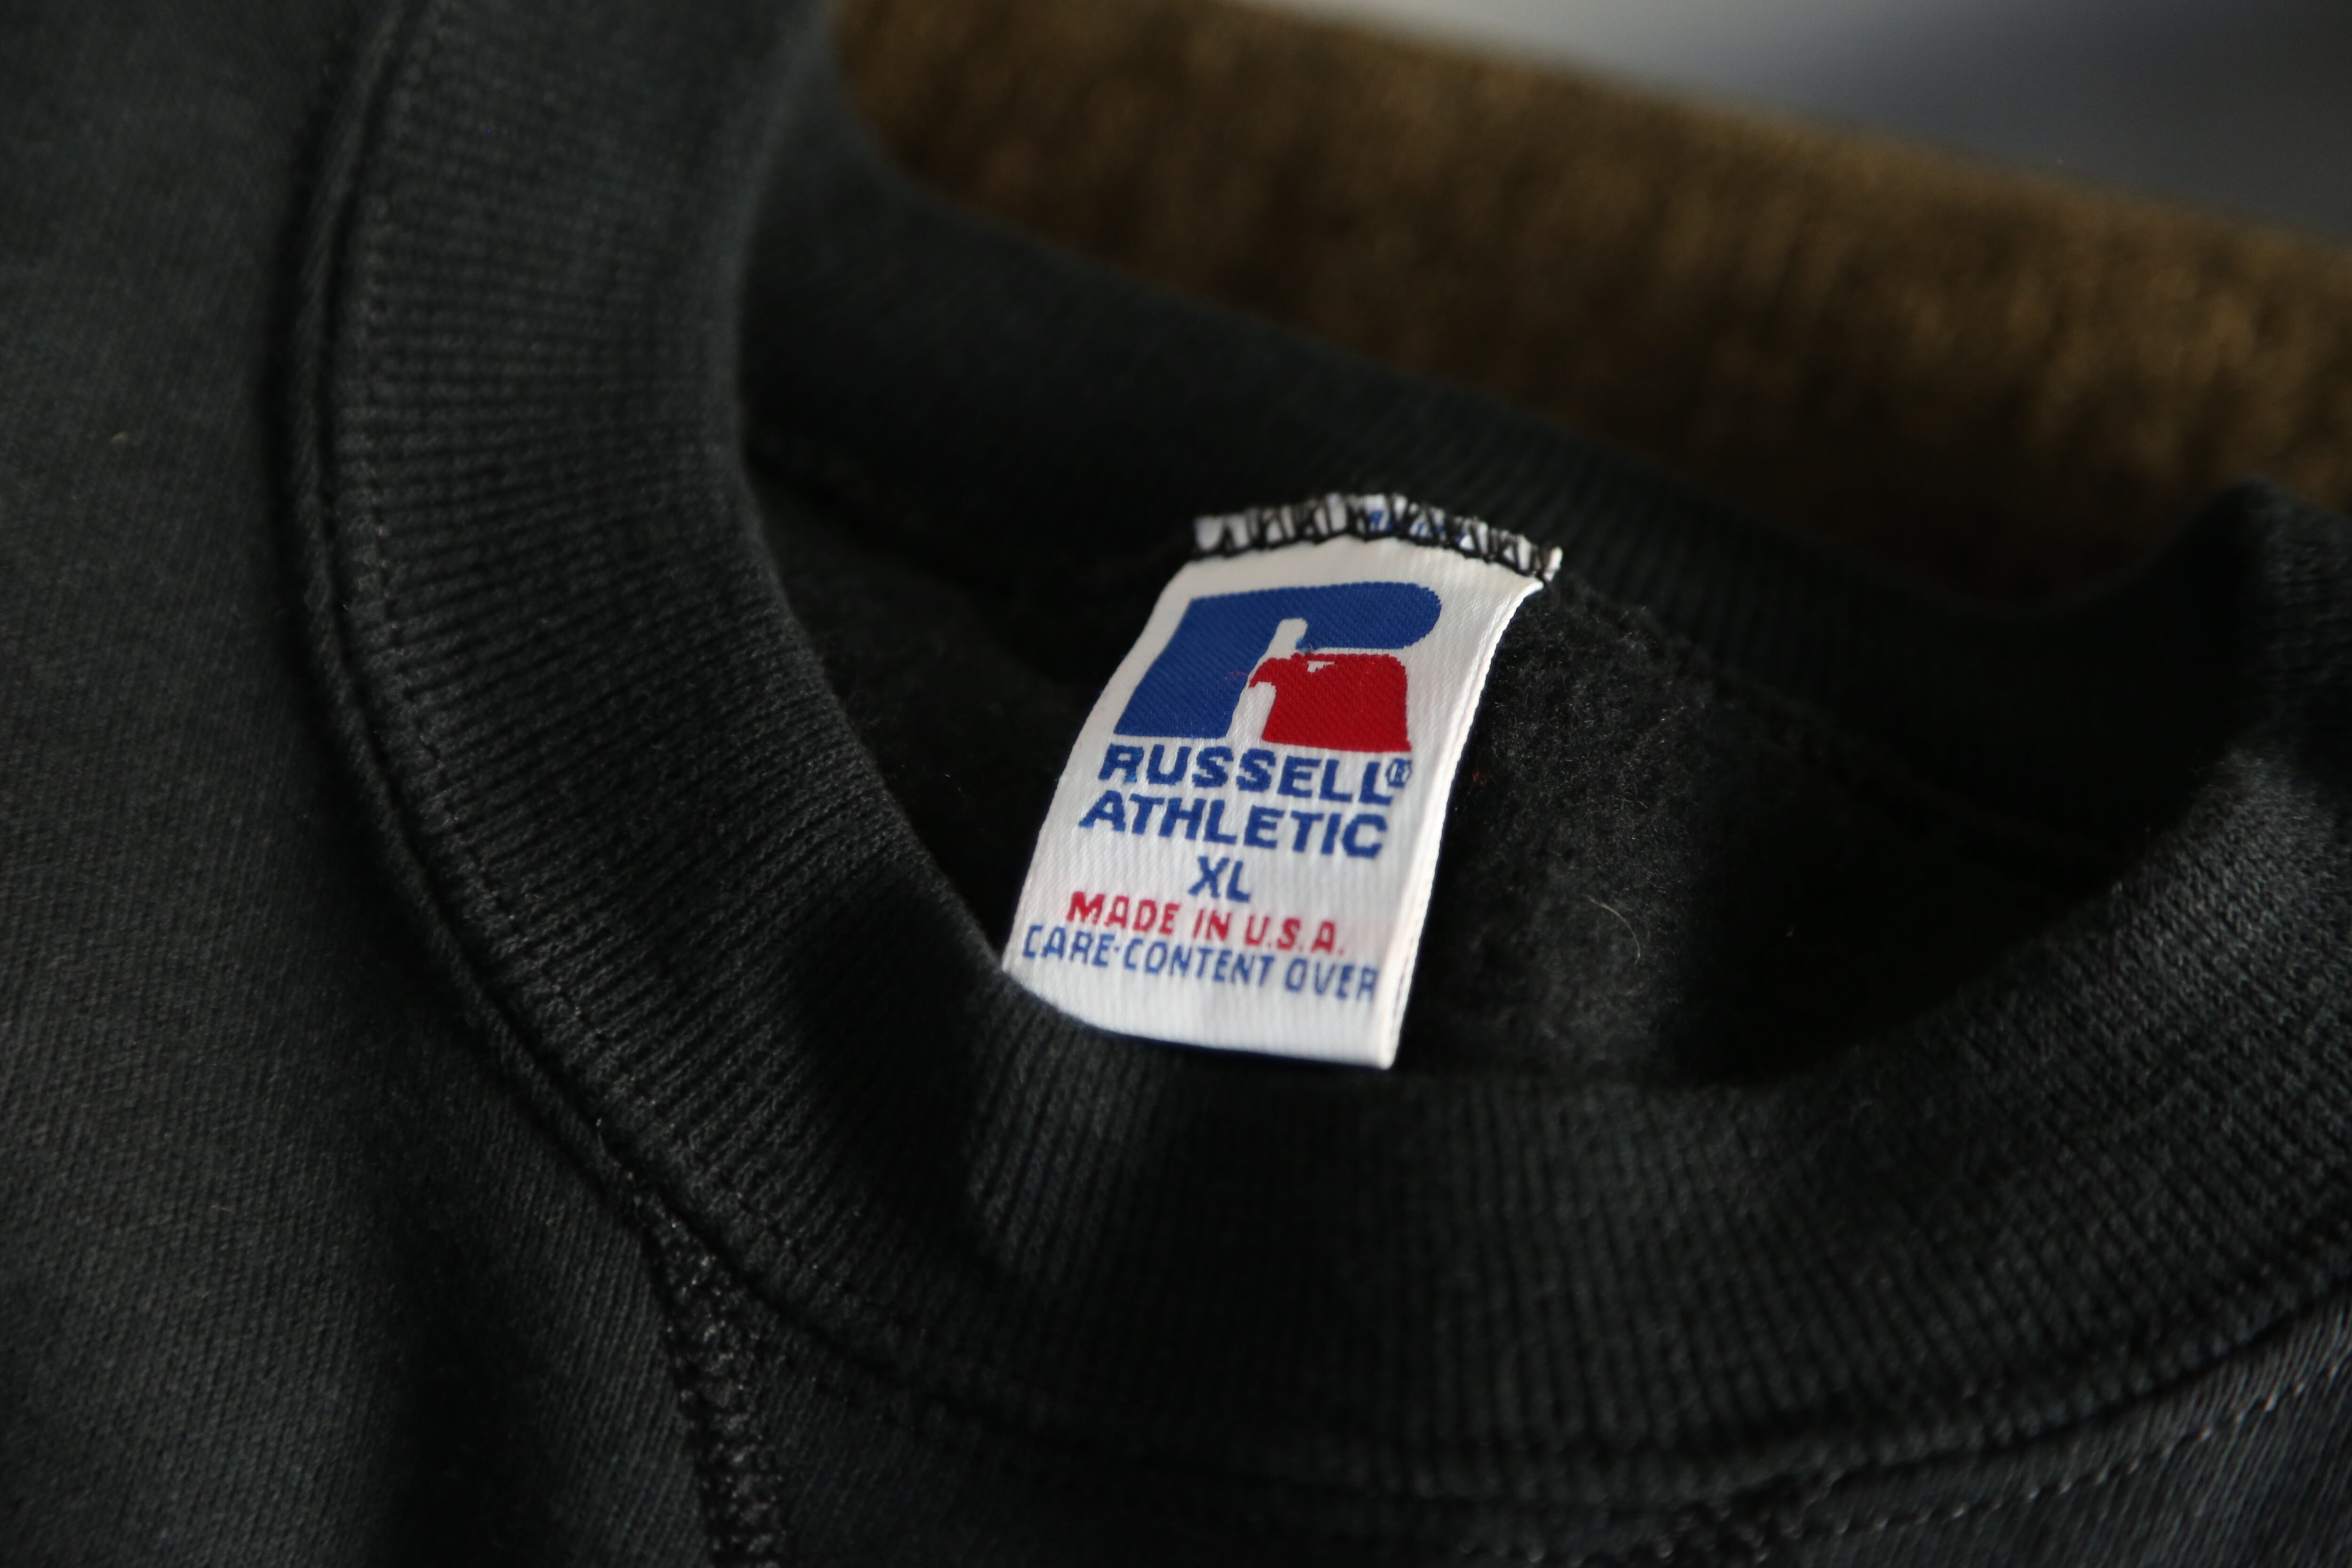 RUSSELL®
ATHLETIC
XL
MADE IN U.S.A.
CARE·CONTENT OVER